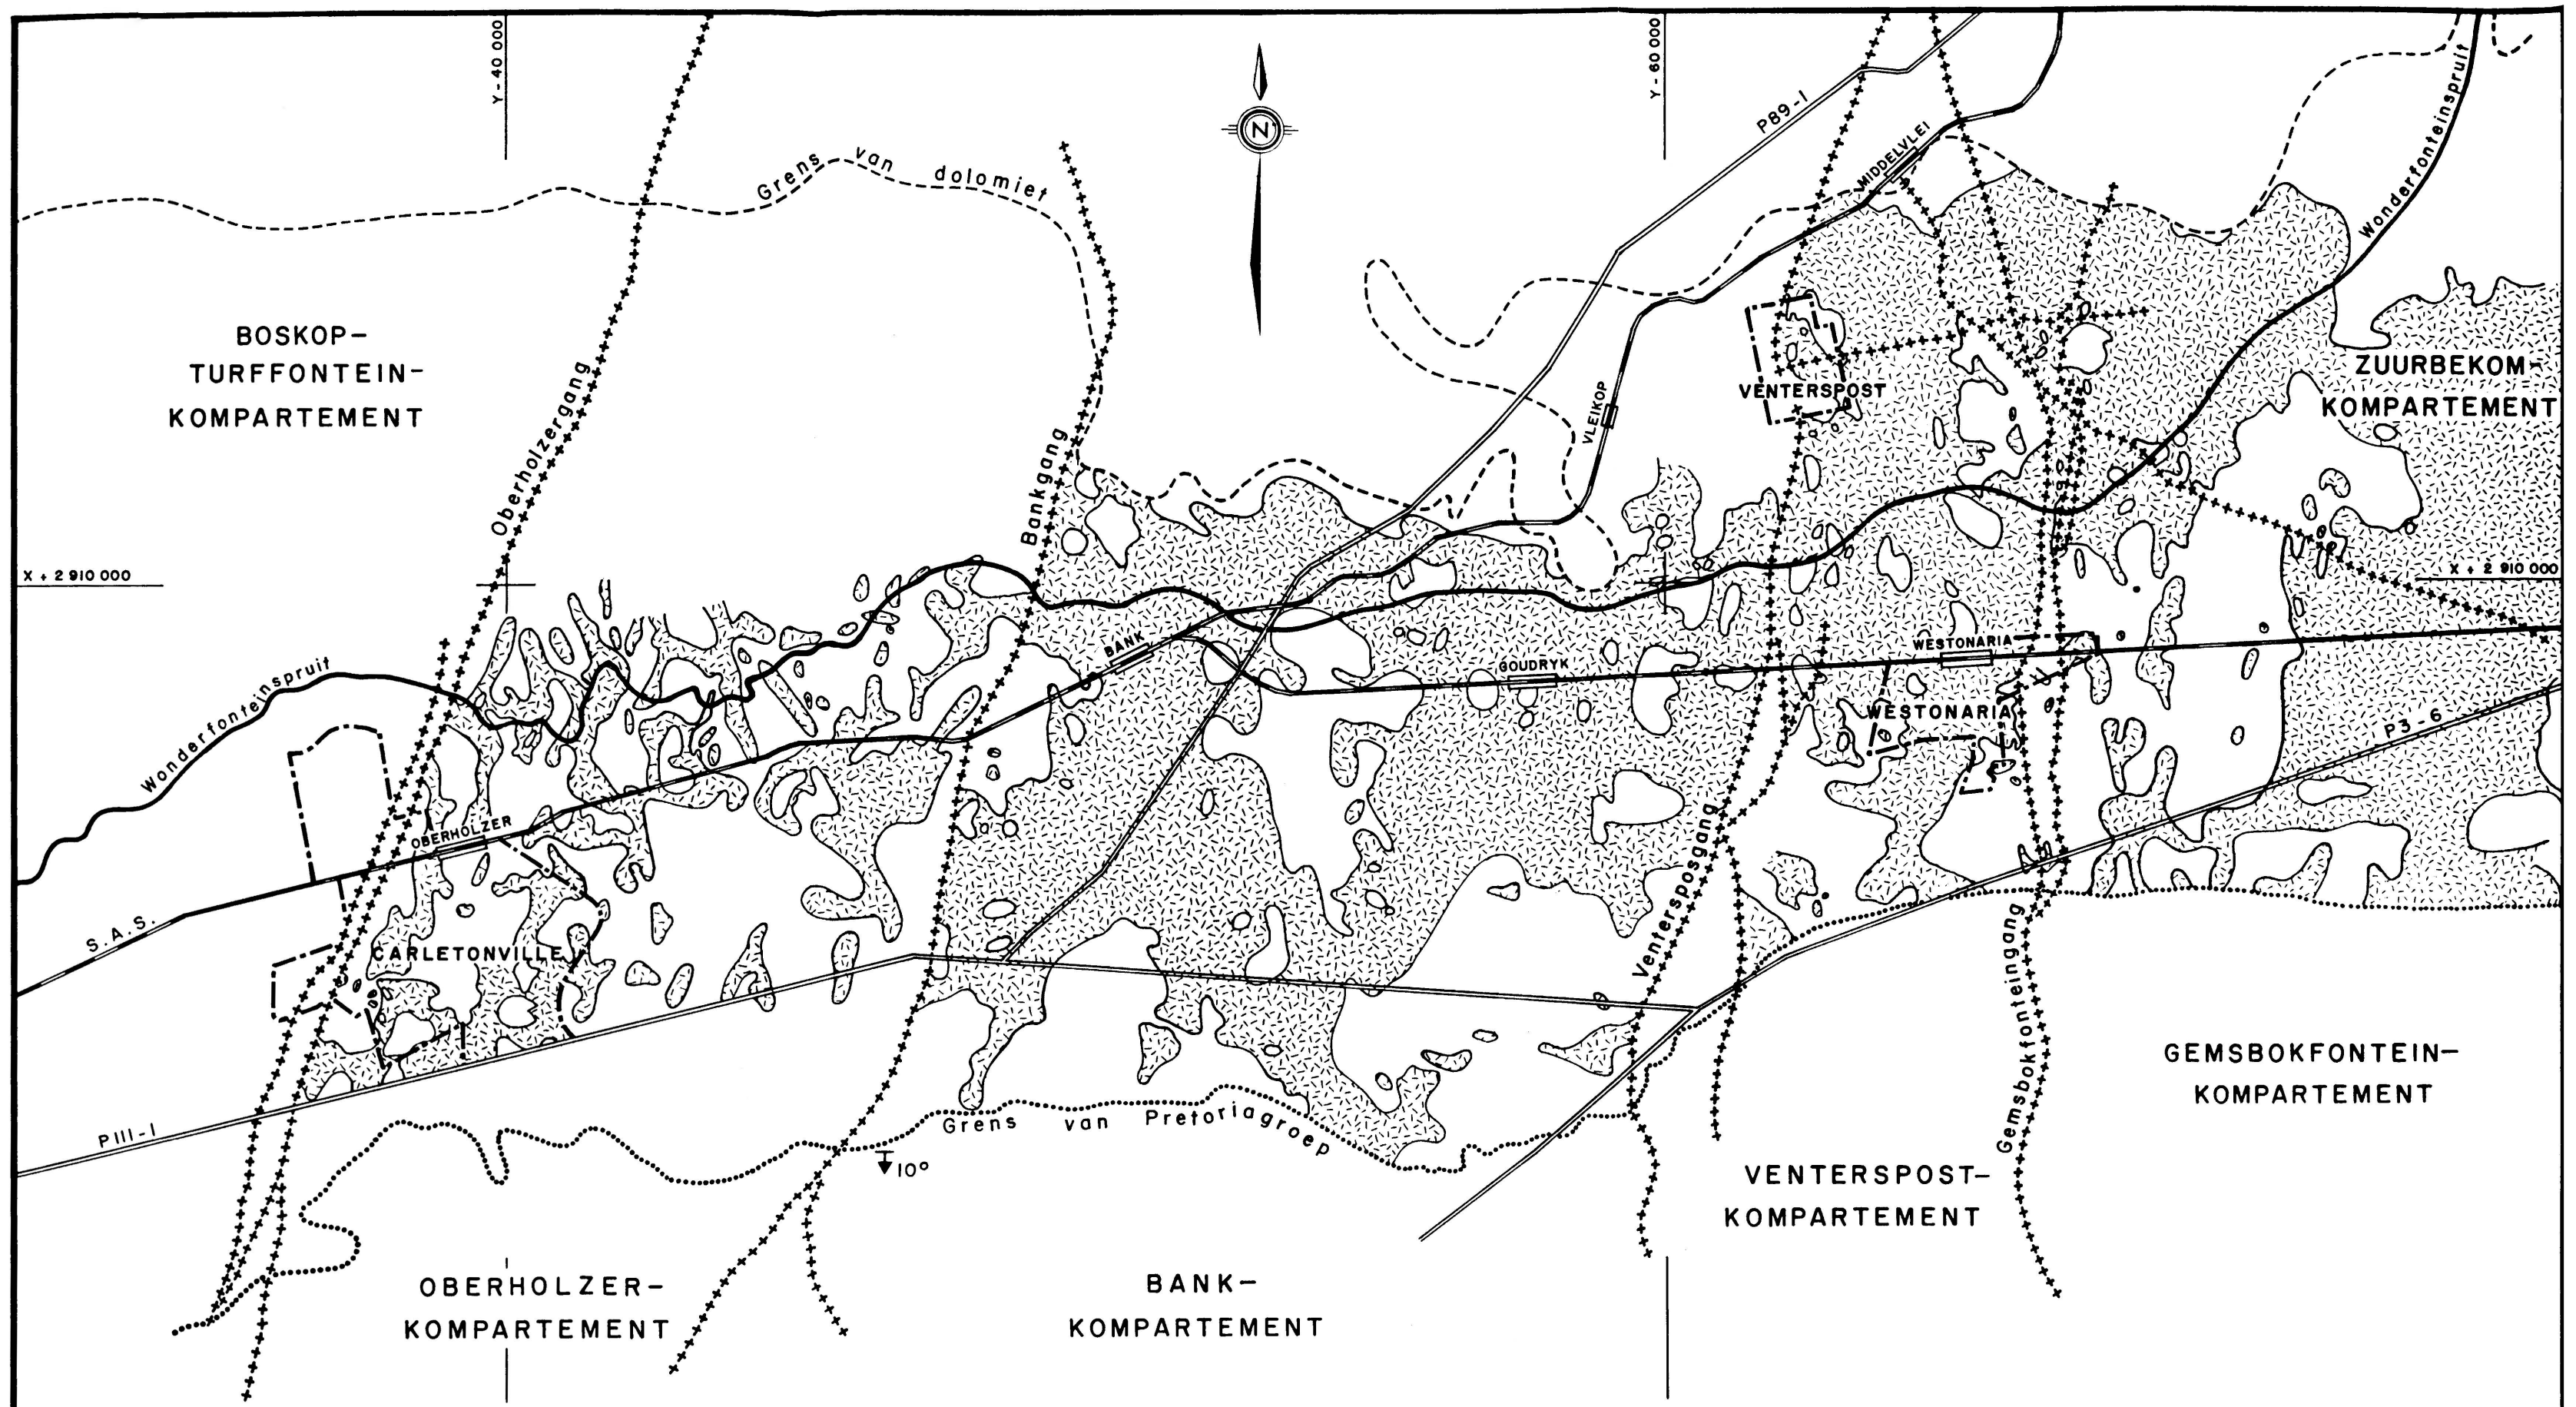 Y - 40 000
Y - 60 000
N
P89-1
MIDDELVLEI
Wonderfonteinspruit
Grens van dolomiet
BOSKOP-
TURFFONTEIN-
KOMPARTEMENT
Oberholzergang
Bankgang
VLEIKOP
VENTERSPOST
ZUURBEKOM-
KOMPARTEMENT
X + 2 910 000
X + 2 910 000
Wonderfonteinspruit
BANK
GOUDRYK
WESTONARIA
WESTONARIA
P3-6
OBERHOLZER
S.A.S.
CARLETONVILLE
Ventersposgang
Gemsbokfonteingang
P111-1
Grens van Pretoriagroep
10°
GEMSBOKFONTEIN-
KOMPARTEMENT
VENTERSPOST-
KOMPARTEMENT
OBERHOLZER-
KOMPARTEMENT
BANK-
KOMPARTEMENT